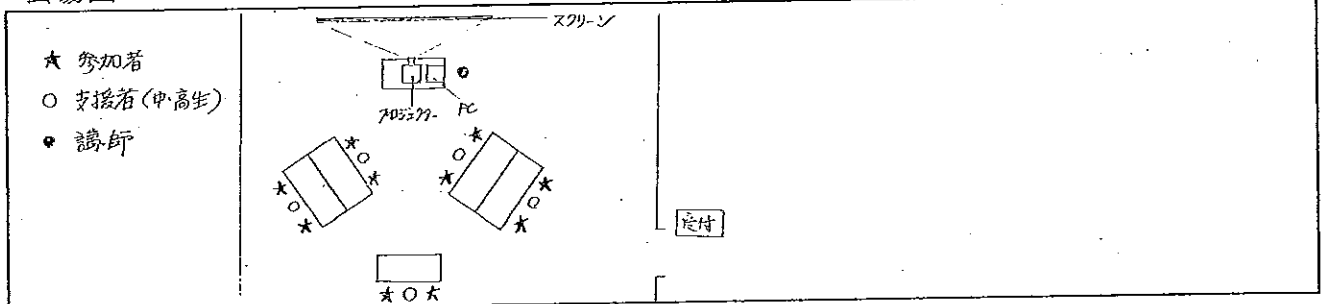 ★ 参加者
○ 支援者(中・高生)
● 講師
スクリーン
プロジェクター
PC
受付